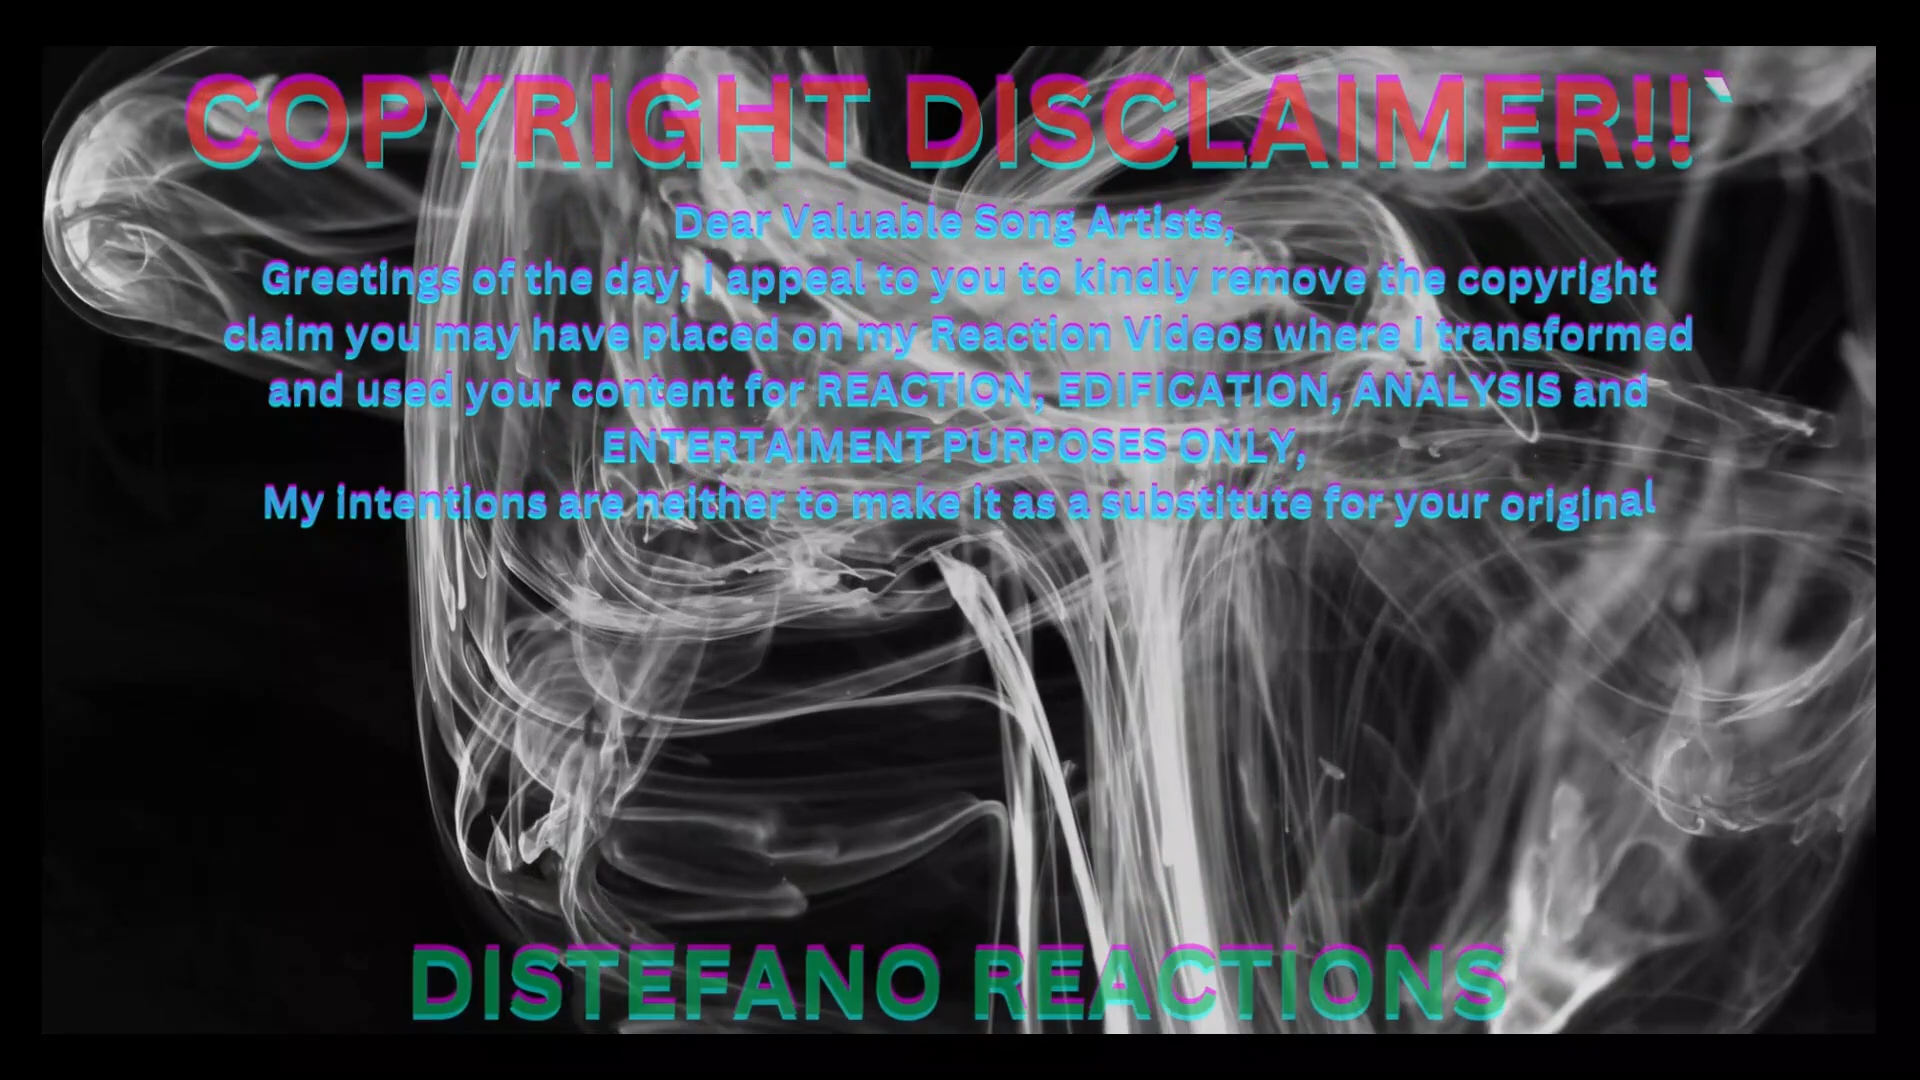 COPYRIGHT DISCLAIMER!!`
Dear Valuable Song Artists,
Greetings of the day, I appeal to you to kindly remove the copyright
claim you may have placed on my Reaction Videos where I transformed
and used your content for REACTION, EDIFICATION, ANALYSIS and
ENTERTAIMENT PURPOSES ONLY,
My intentions are neither to make it as a substitute for your original
DISTEFANO REACTIONS